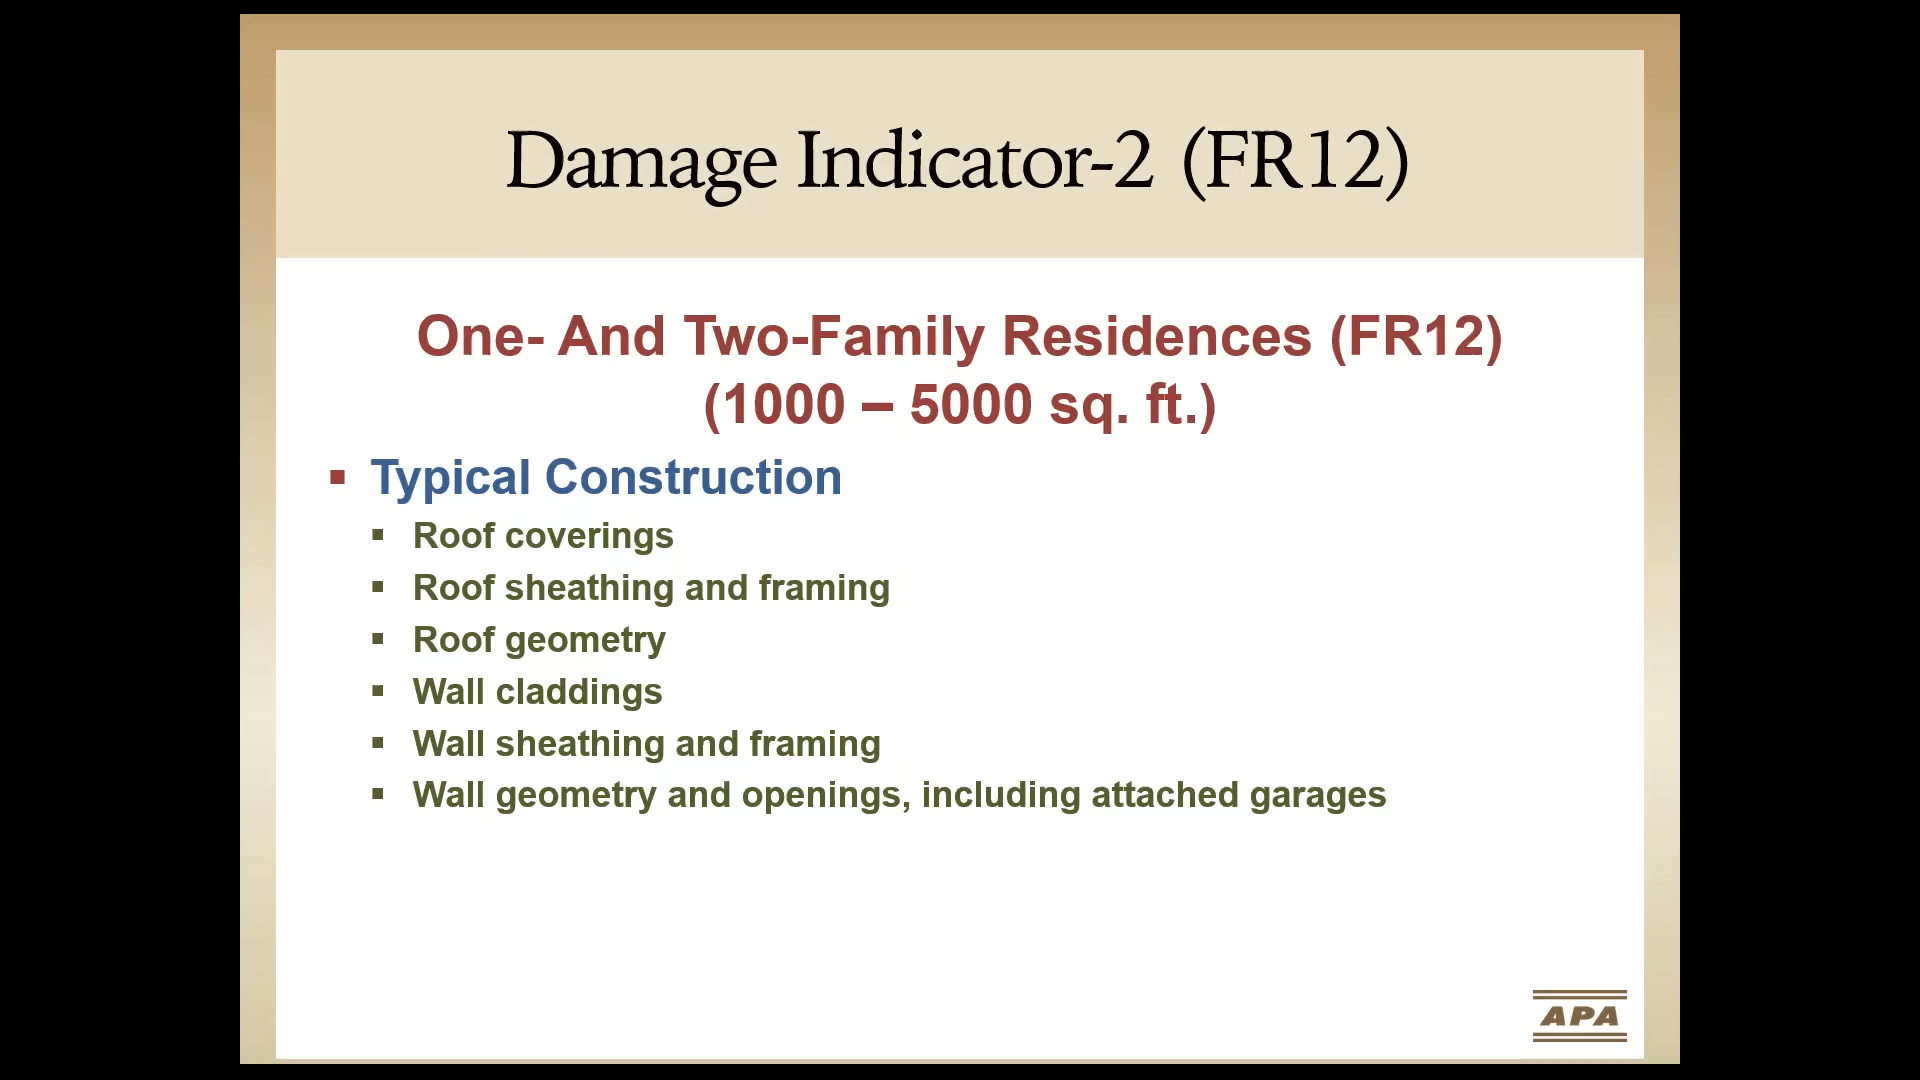 Damage Indicator-2 (FR12)
One- And Two-Family Residences (FR12)
(1000 – 5000 sq. ft.)
Typical Construction
Roof coverings
Roof sheathing and framing
Roof geometry
Wall claddings
Wall sheathing and framing
Wall geometry and openings, including attached garages
APA